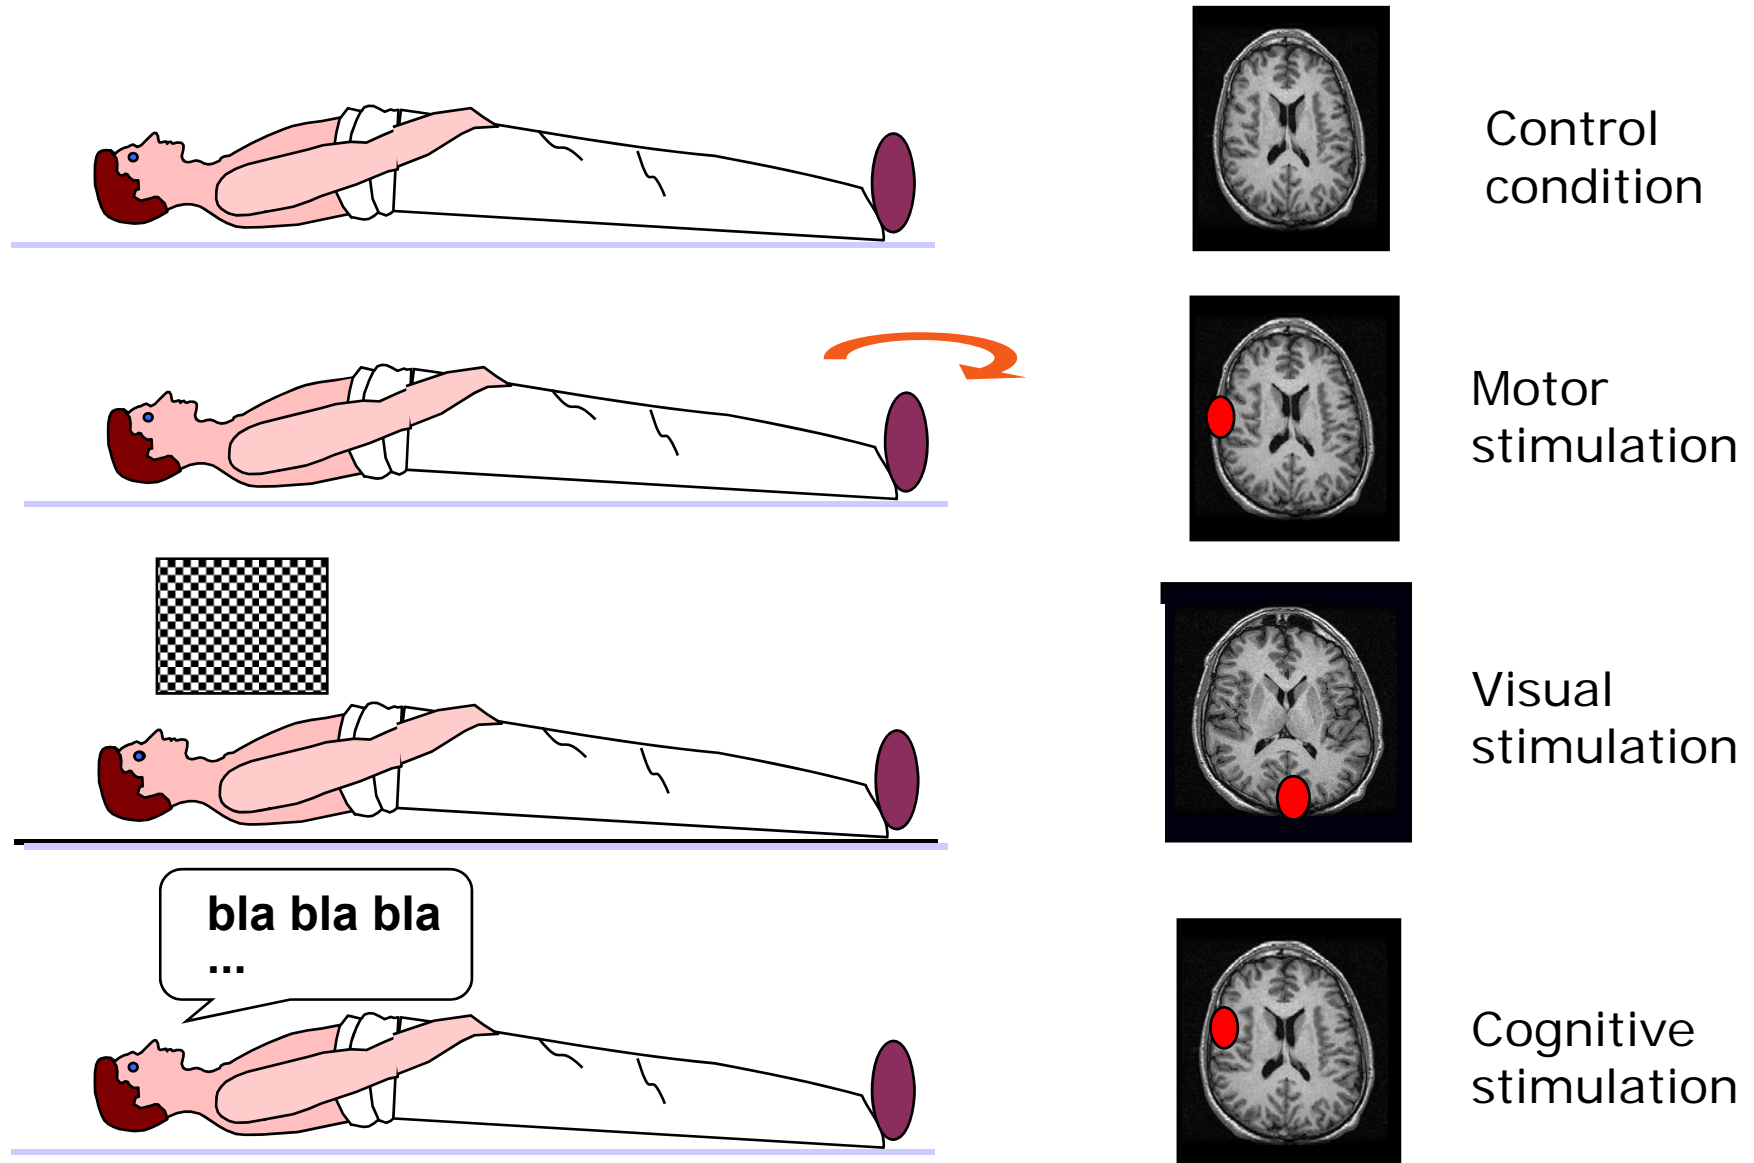 Control
condition
Motor
stimulation
Visual
stimulation
bla bla bla
...
Cognitive
stimulation